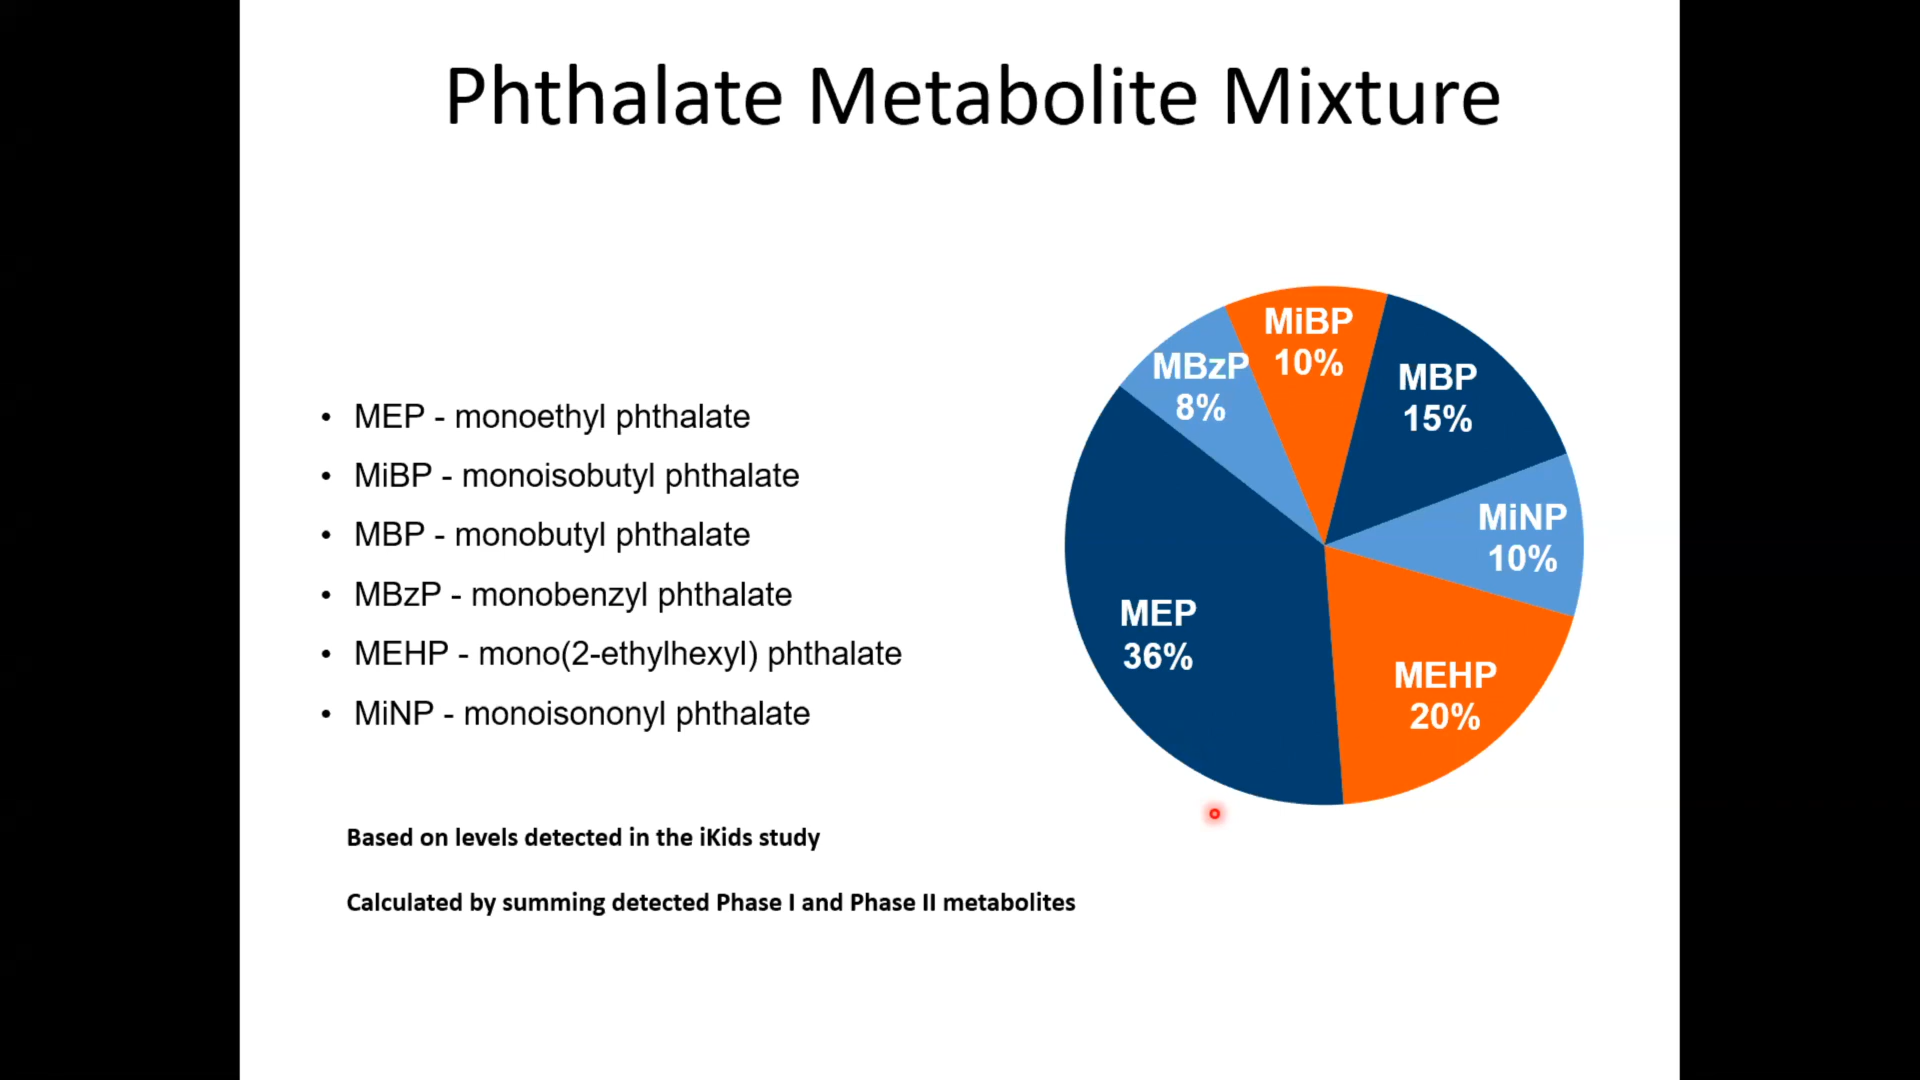 Phthalate Metabolite Mixture
• MEP - monoethyl phthalate
• MiBP - monoisobutyl phthalate
• MBP - monobutyl phthalate
• MBzP - monobenzyl phthalate
• MEHP - mono(2-ethylhexyl) phthalate
• MiNP - monoisononyl phthalate
Based on levels detected in the iKids study
Calculated by summing detected Phase I and Phase II metabolites
MiBP
10%
MBP
15%
MiNP
10%
MEHP
20%
MEP
36%
MBzP
8%